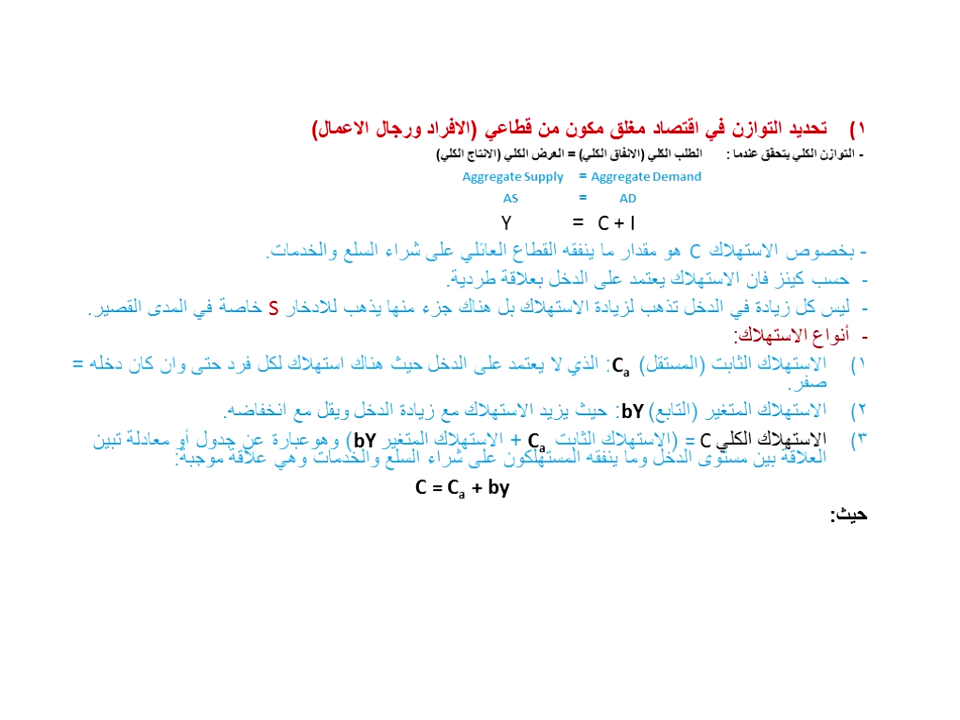 ١) تحديد التوازن في اقتصاد مغلق مكون من قطاعي (الافراد ورجال الاعمال)
- التوازن الكلي يتحقق عندما : الطلب الكلي (الانفاق الكلي) = العرض الكلي (الانتاج الكلي)
Aggregate Supply = Aggregate Demand
AS = AD
Y = C + I
- بخصوص الاستهلاك C هو مقدار ما ينفقه القطاع العائلي على شراء السلع والخدمات.
- حسب كينز فان الاستهلاك يعتمد على الدخل بعلاقة طردية.
- ليس كل زيادة في الدخل تذهب لزيادة الاستهلاك بل هناك جزء منها يذهب للادخار S خاصة في المدى القصير.
- أنواع الاستهلاك:
١) الاستهلاك الثابت (المستقل) Ca: الذي لا يعتمد على الدخل حيث هناك استهلاك لكل فرد حتى وان كان دخله =
صفر.
٢) الاستهلاك المتغير (التابع) bY: حيث يزيد الاستهلاك مع زيادة الدخل ويقل مع انخفاضه.
٣) الاستهلاك الكلي C = (الاستهلاك الثابت Ca + الاستهلاك المتغير bY) وهوعبارة عن جدول أو معادلة تبين
العلاقة بين مستوى الدخل وما ينفقه المستهلكون على شراء السلع والخدمات وهي علاقة موجبة:
C = Ca + by
حيث: